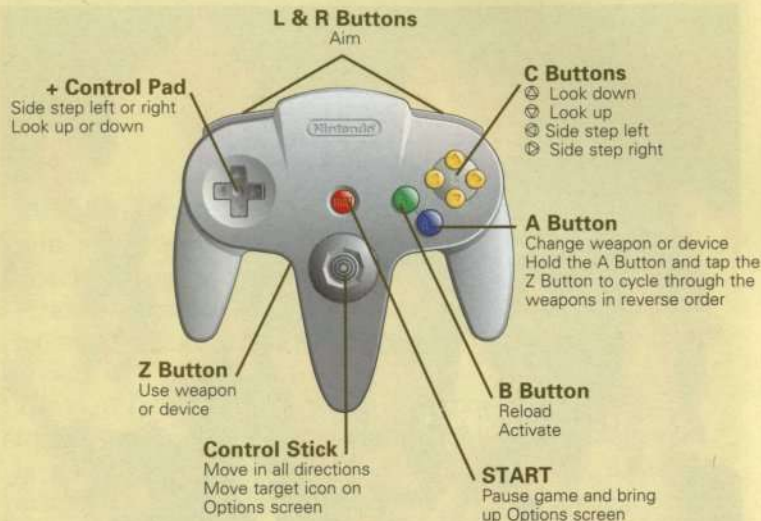 L & R Buttons
Aim
+ Control Pad
Side step left or right
Look up or down
Nintendo
C Buttons
Look down
Look up
Side step left
Side step right
A Button
Change weapon or device
Hold the A Button and tap the
Z Button to cycle through the
weapons in reverse order
Z Button
Use weapon
or device
B Button
Reload
Activate
Control Stick
Move in all directions
Move target icon on
Options screen
START
Pause game and bring
up Options screen